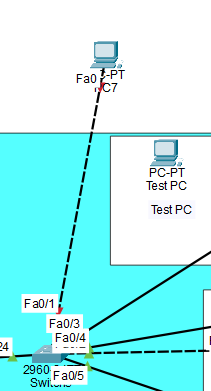 Fa0
C-PT
PC7
PC-PT
Test PC
Test PC
Fa0/1
Fa0/3
Fa0/4
24
2960
Switch
Fa0/5